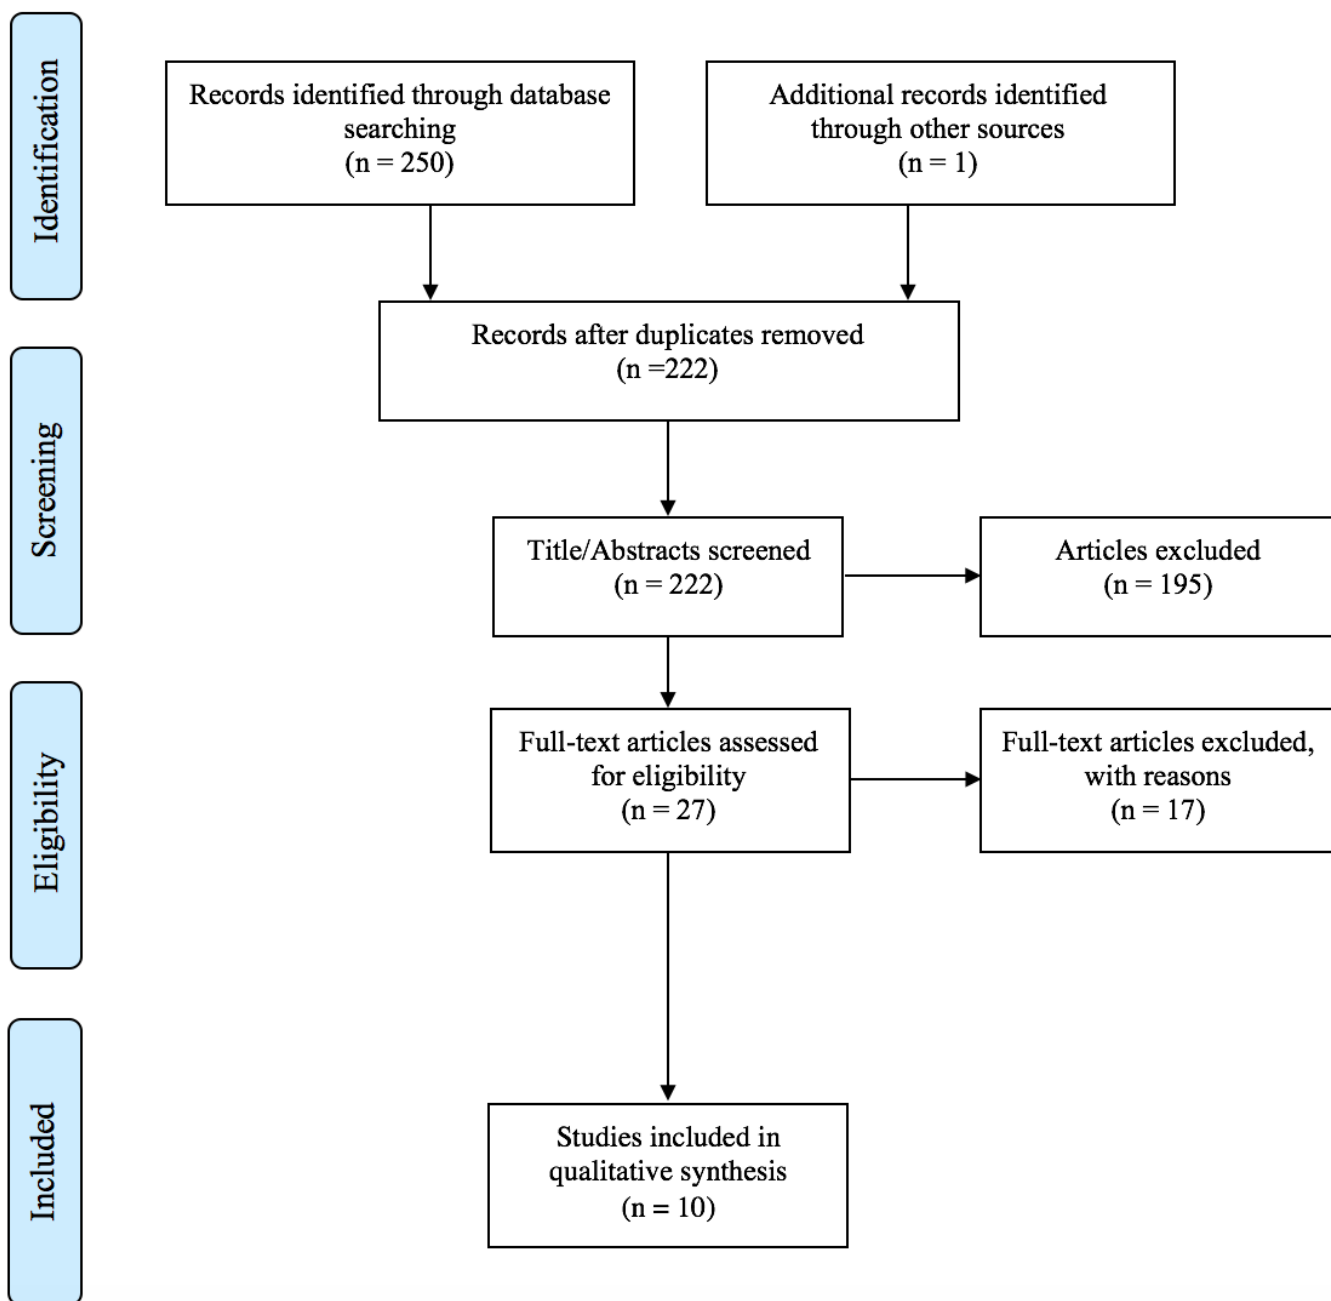 Identification
Records identified through database
searching
(n = 250)
Additional records identified
through other sources
(n = 1)
Records after duplicates removed
(n =222)
Screening
Title/Abstracts screened
(n = 222)
Articles excluded
(n = 195)
Eligibility
Full-text articles assessed
for eligibility
(n = 27)
Full-text articles excluded,
with reasons
(n = 17)
Included
Studies included in
qualitative synthesis
(n = 10)